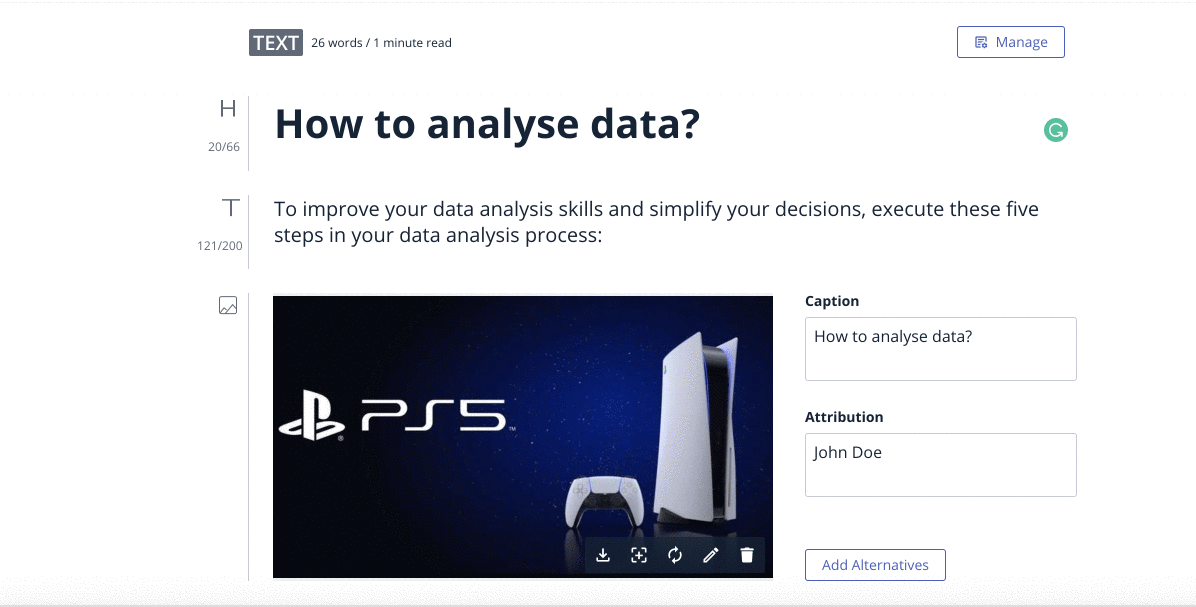 TEXT 26 words / 1 minute read
Manage
H
How to analyse data?
20/66
T
To improve your data analysis skills and simplify your decisions, execute these five
steps in your data analysis process:
121/200
Caption
How to analyse data?
PS5
®
™
Attribution
John Doe
Add Alternatives